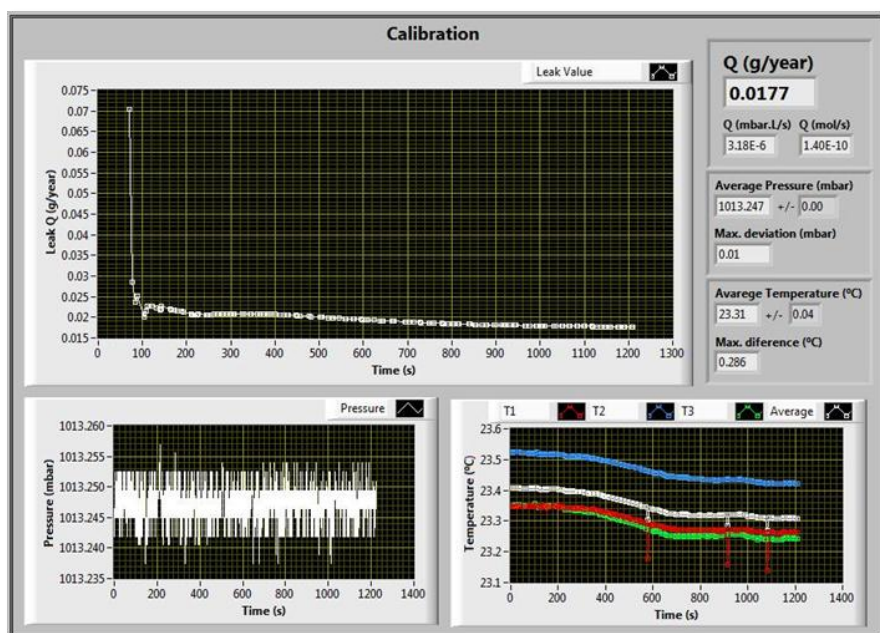 Calibration
Leak Value
Leak Q (g/year)
0.075
0.07
0.065
0.06
0.055
0.05
0.045
0.04
0.035
0.03
0.025
0.02
0.015
0 100 200 300 400 500 600 700 800 900 1000 1100 1200 1300
Time (s)
Q (g/year)
0.0177
Q (mbar.L/s) Q (mol/s)
3.18E-6 1.40E-10
Average Pressure (mbar)
1013.247 +/- 0.00
Max. deviation (mbar)
0.01
Avarege Temperature (ºC)
23.31 +/- 0.04
Max. diference (ºC)
0.286
Pressure
Pressure (mbar)
1013.260
1013.255
1013.250
1013.245
1013.240
1013.235
0 200 400 600 800 1000 1200 1400
Time (s)
T1 T2 T3 Average
Temperature (ºC)
23.6
23.5
23.4
23.3
23.2
23.1
0 200 400 600 800 1000 1200 1400
Time (s)